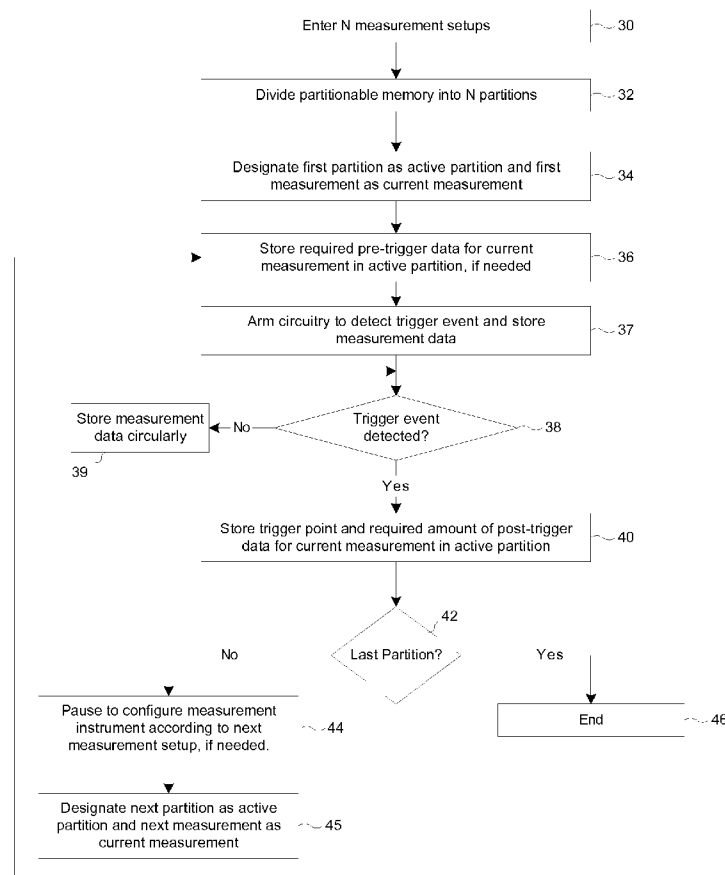 Enter N measurement setups
30
Divide partitionable memory into N partitions
32
Designate first partition as active partition and first
measurement as current measurement
34
Store required pre-trigger data for current
measurement in active partition, if needed
36
Arm circuitry to detect trigger event and store
measurement data
37
Store measurement
data circularly
39
No
Trigger event
detected?
38
Yes
Store trigger point and required amount of post-trigger
data for current measurement in active partition
40
42
No
Last Partition?
Yes
Pause to configure measurement
instrument according to next
measurement setup, if needed.
44
End
46
Designate next partition as active
partition and next measurement as
current measurement
45